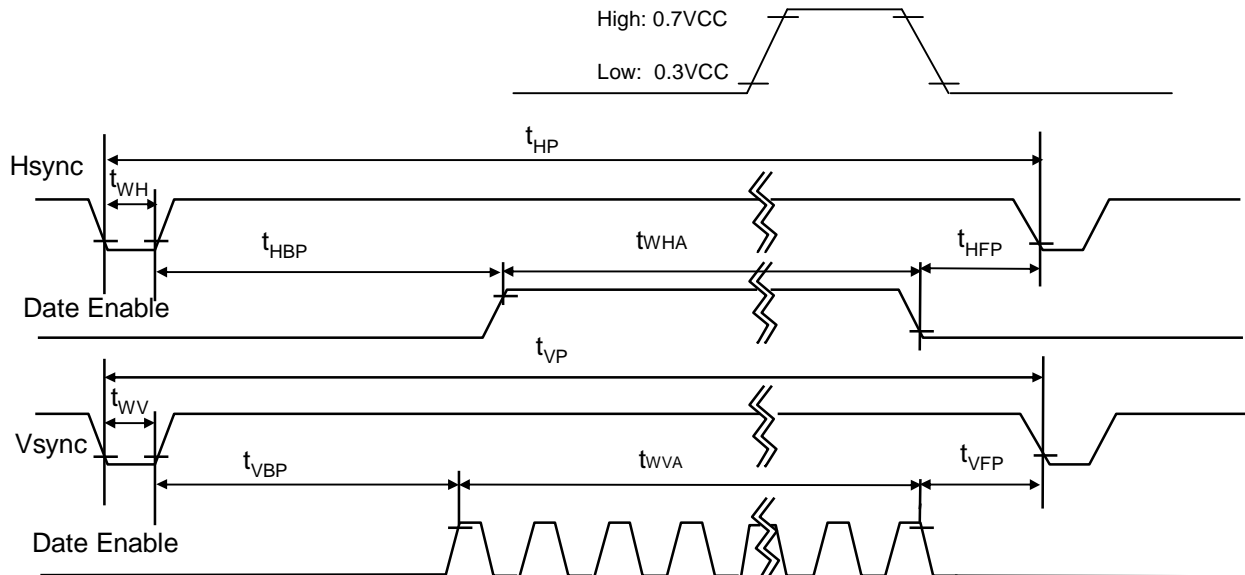 High: 0.7VCC
Low: 0.3VCC
tHP
Hsync
tWH
tHBP
tWHA
tHFP
Date Enable
tVP
tWV
Vsync
tVBP
tWVA
tVFP
Date Enable